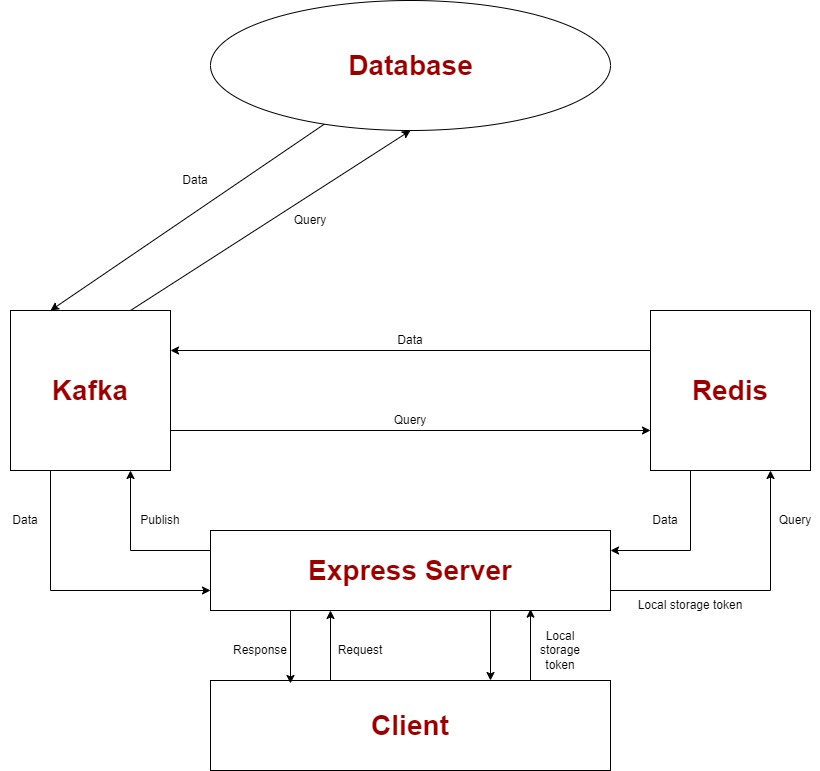 Database
Data
Query
Data
Kafka
Redis
Query
Data
Publish
Data
Query
Express Server
Local storage token
Response
Request
Local
storage
token
Client